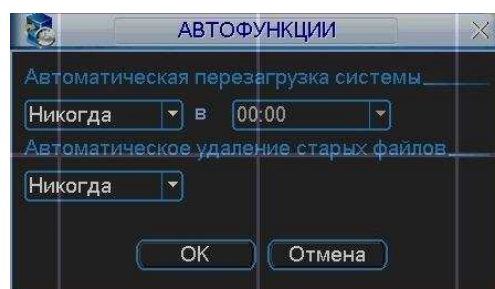 АВТОФУНКЦИИ
Автоматическая перезагрузка системы
Никогда в 00:00
Автоматическое удаление старых файлов
Никогда
OK Отмена